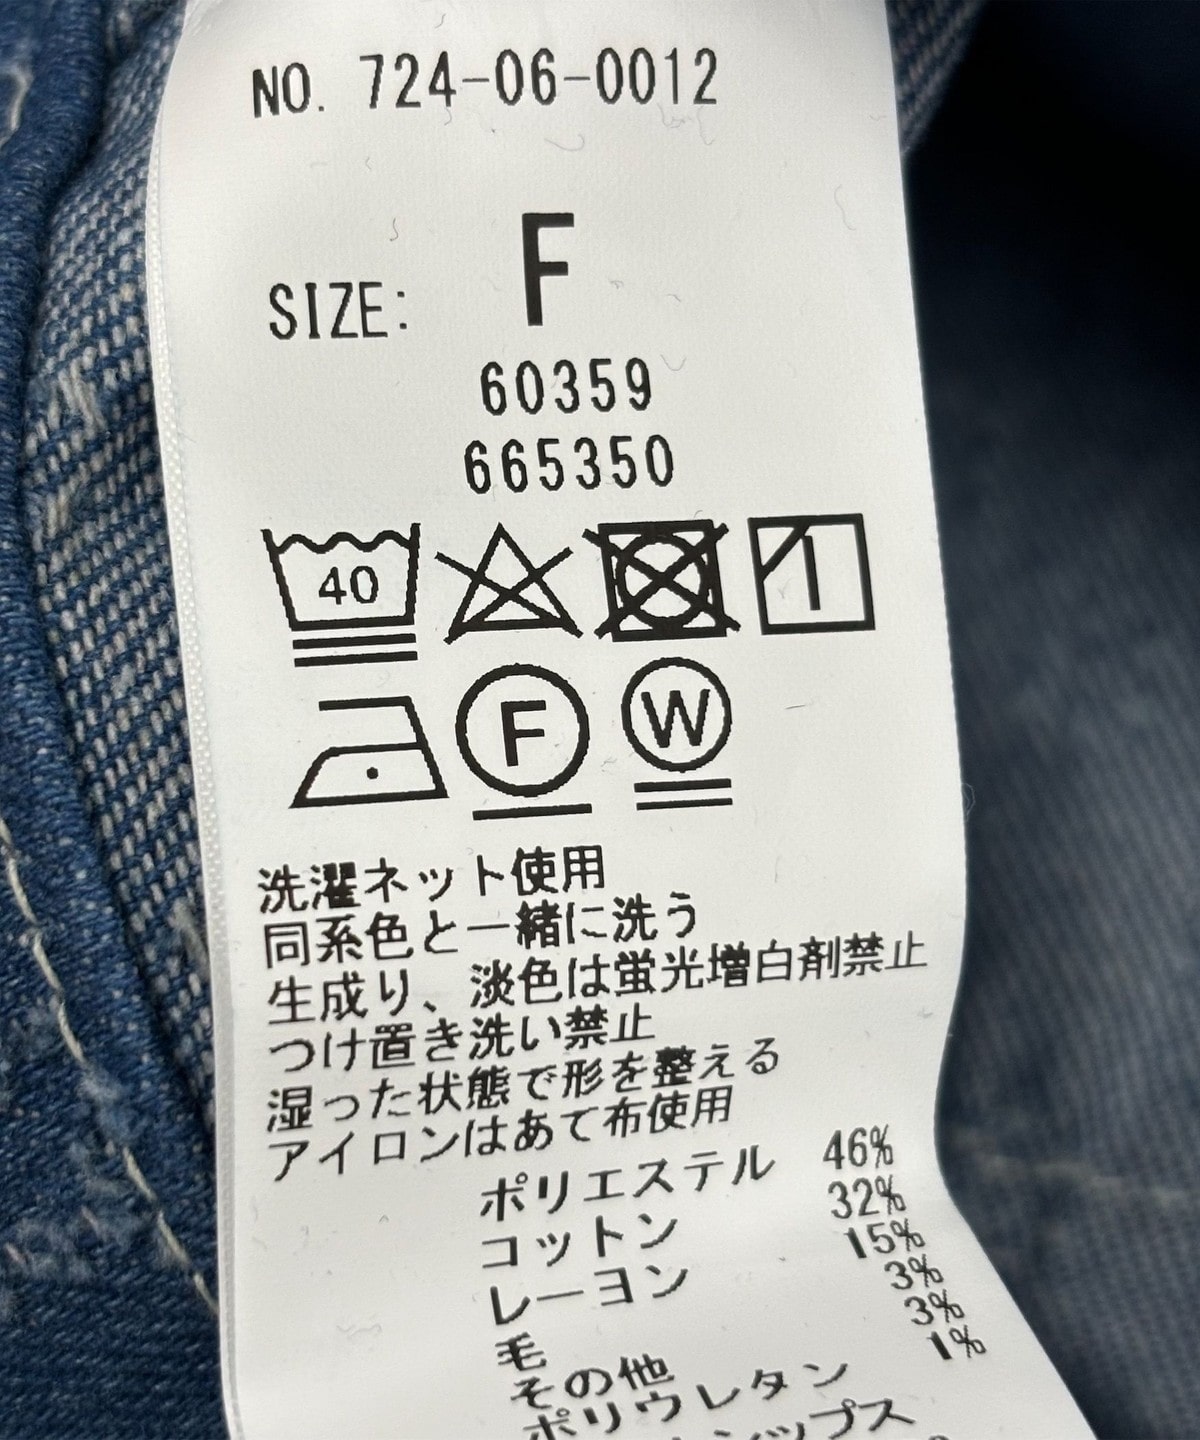 NO. 724-06-0012
SIZE: F
60359
665350
40
F W
洗濯ネット使用
同系色と一緒に洗う
生成り、淡色は蛍光増白剤禁止
つけ置き洗い禁止
湿った状態で形を整える
アイロンはあて布使用
ポリエステル 46%
コットン 32%
レーヨン 15%
毛 3%
その他 3%
ポリウレタン 1%